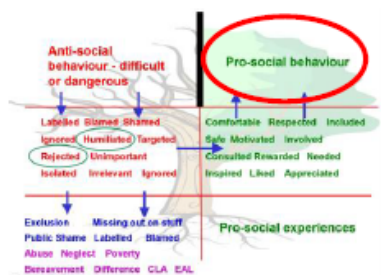 Anti-social
behaviour - difficult
or dangerous
Pro-social behaviour
Labelled Blamed Shamed
Ignored Humiliated Targeted
Rejected Unimportant
Isolated Irrelevant Ignored
Comfortable Respected Included
Safe Motivated Involved
Consulted Rewarded Needed
Inspired Liked Appreciated
Exclusion Missing out on stuff
Public Shame Labelled Blamed
Abuse Neglect Poverty
Bereavement Difference CLA EAL
Pro-social experiences